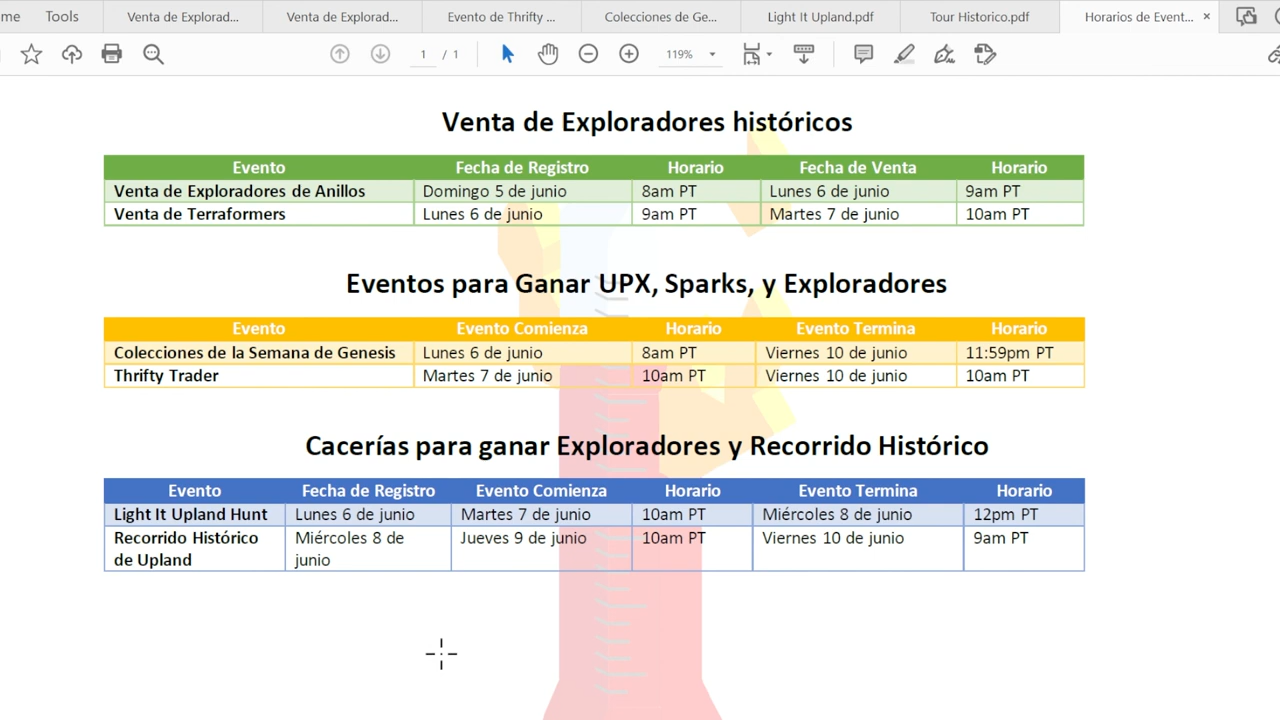 ome Tools Venta de Explorad... Venta de Explorad... Evento de Thrifty ... Colecciones de Ge... Light It Upland.pdf Tour Historico.pdf Horarios de Event... ×
1 / 1 119%
Venta de Exploradores históricos
Evento Fecha de Registro Horario Fecha de Venta Horario
Venta de Exploradores de Anillos Domingo 5 de junio 8am PT Lunes 6 de junio 9am PT
Venta de Terraformers Lunes 6 de junio 9am PT Martes 7 de junio 10am PT
Eventos para Ganar UPX, Sparks, y Exploradores
Evento Evento Comienza Horario Evento Termina Horario
Colecciones de la Semana de Genesis Lunes 6 de junio 8am PT Viernes 10 de junio 11:59pm PT
Thrifty Trader Martes 7 de junio 10am PT Viernes 10 de junio 10am PT
Cacerías para ganar Exploradores y Recorrido Histórico
Evento Fecha de Registro Evento Comienza Horario Evento Termina Horario
Light It Upland Hunt Lunes 6 de junio Martes 7 de junio 10am PT Miércoles 8 de junio 12pm PT
Recorrido Histórico Miércoles 8 de Jueves 9 de junio 10am PT Viernes 10 de junio 9am PT
de Upland junio